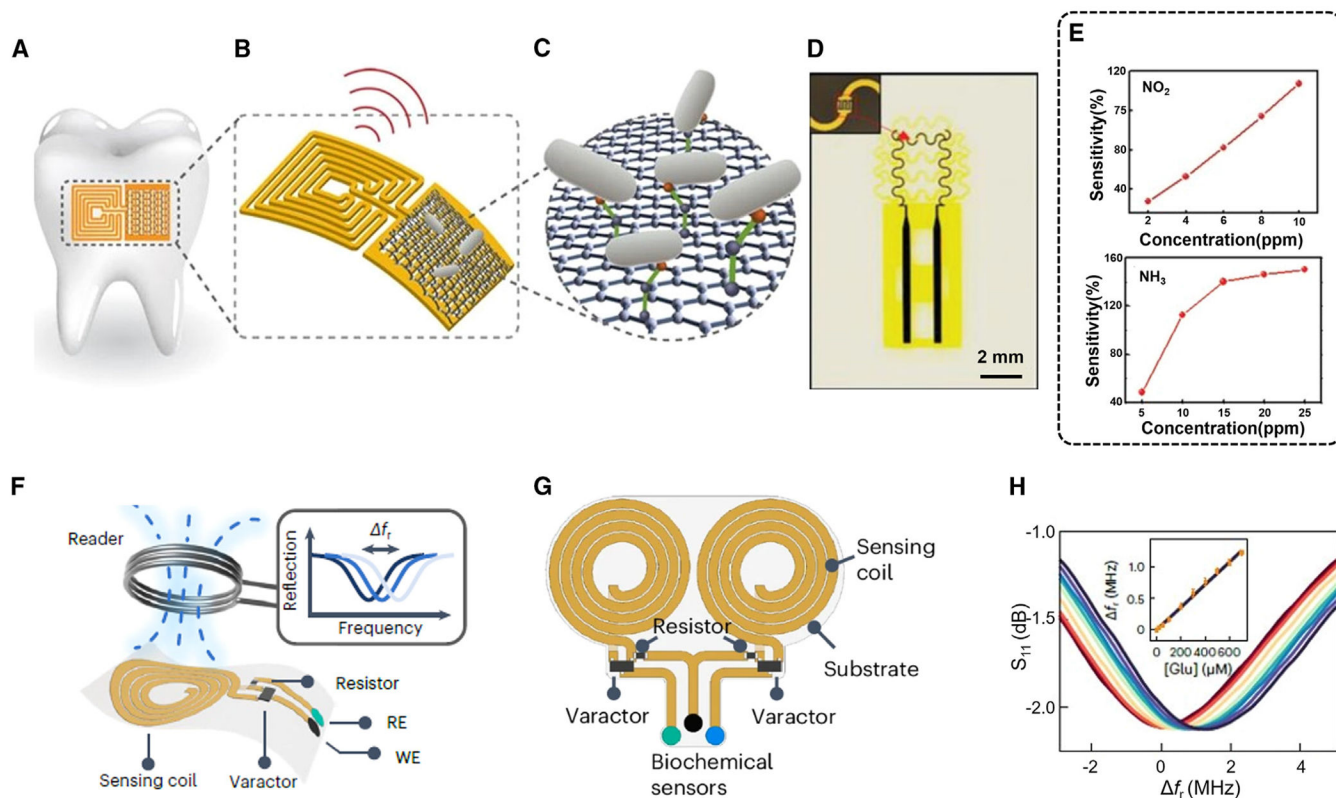 A
B
C
D
2 mm
E
NO2
Sensitivity(%)
120
75
80
40
2 4 6 8 10
Concentration(ppm)
NH3
Sensitivity(%)
160
120
80
40
5 10 15 20 25
Concentration(ppm)
F
Reader
Δfr
Reflection
Frequency
Resistor
RE
WE
Sensing coil
Varactor
G
Sensing
coil
Resistor
Substrate
Varactor
Varactor
Biochemical
sensors
H
S11 (dB)
-1.0
-1.5
-2.0
-2 0 2 4
Δfr (MHz)
Δfr (MHz)
1.0
0.5
0
0 200 400 600
[Glu] (μM)